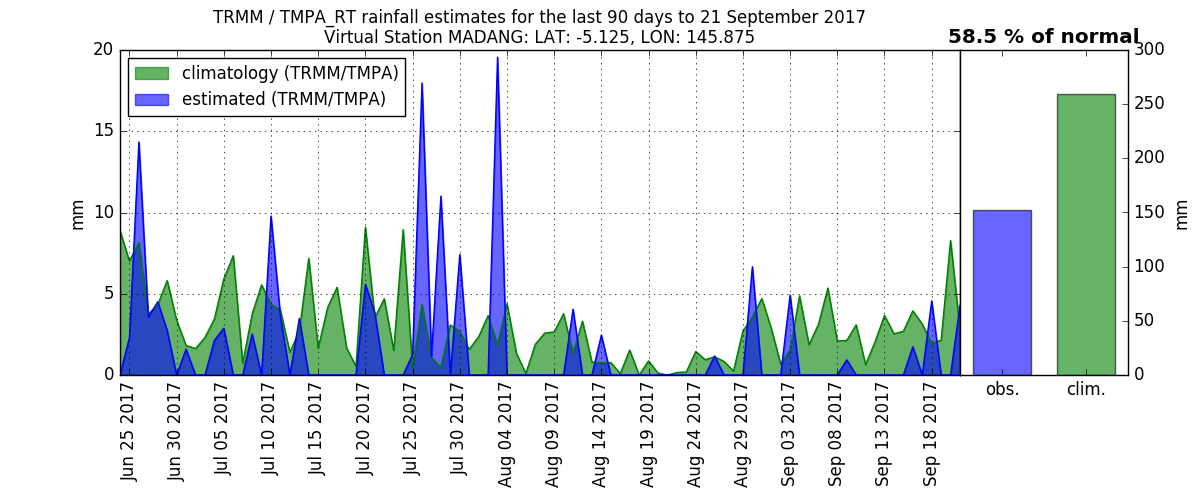 TRMM / TMPA_RT rainfall estimates for the last 90 days to 21 September 2017
Virtual Station MADANG: LAT: -5.125, LON: 145.875
58.5 % of normal
climatology (TRMM/TMPA)
estimated (TRMM/TMPA)
20
15
10
5
0
mm
300
250
200
150
100
50
0
mm
Jun 25 2017
Jun 30 2017
Jul 05 2017
Jul 10 2017
Jul 15 2017
Jul 20 2017
Jul 25 2017
Jul 30 2017
Aug 04 2017
Aug 09 2017
Aug 14 2017
Aug 19 2017
Aug 24 2017
Aug 29 2017
Sep 03 2017
Sep 08 2017
Sep 13 2017
Sep 18 2017
obs.
clim.